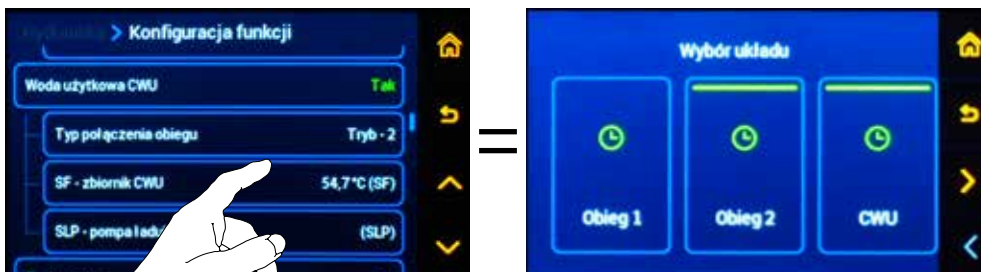 > Konfiguracja funkcji
Woda użytkowa CWU Tak
Typ połączenia obiegu Tryb - 2
SF - zbiornik CWU 54,7°C (SF)
SLP - pompa ładu (SLP)
=
Wybór układu
Obieg 1 Obieg 2 CWU